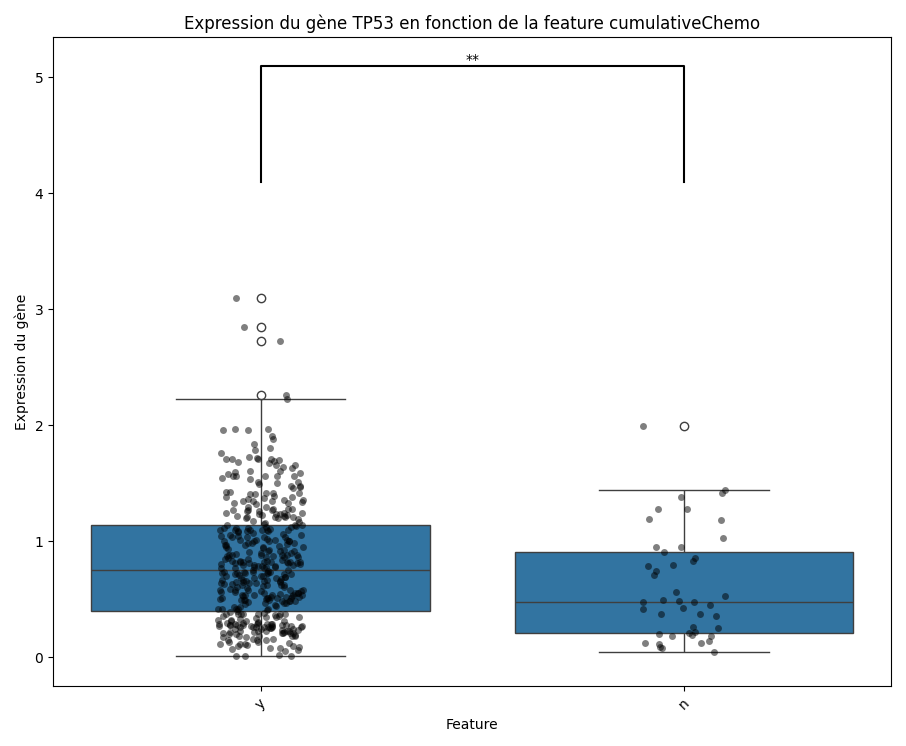 Expression du gène TP53 en fonction de la feature cumulativeChemo
**
5
4
3
2
1
0
Expression du gène
y
n
Feature